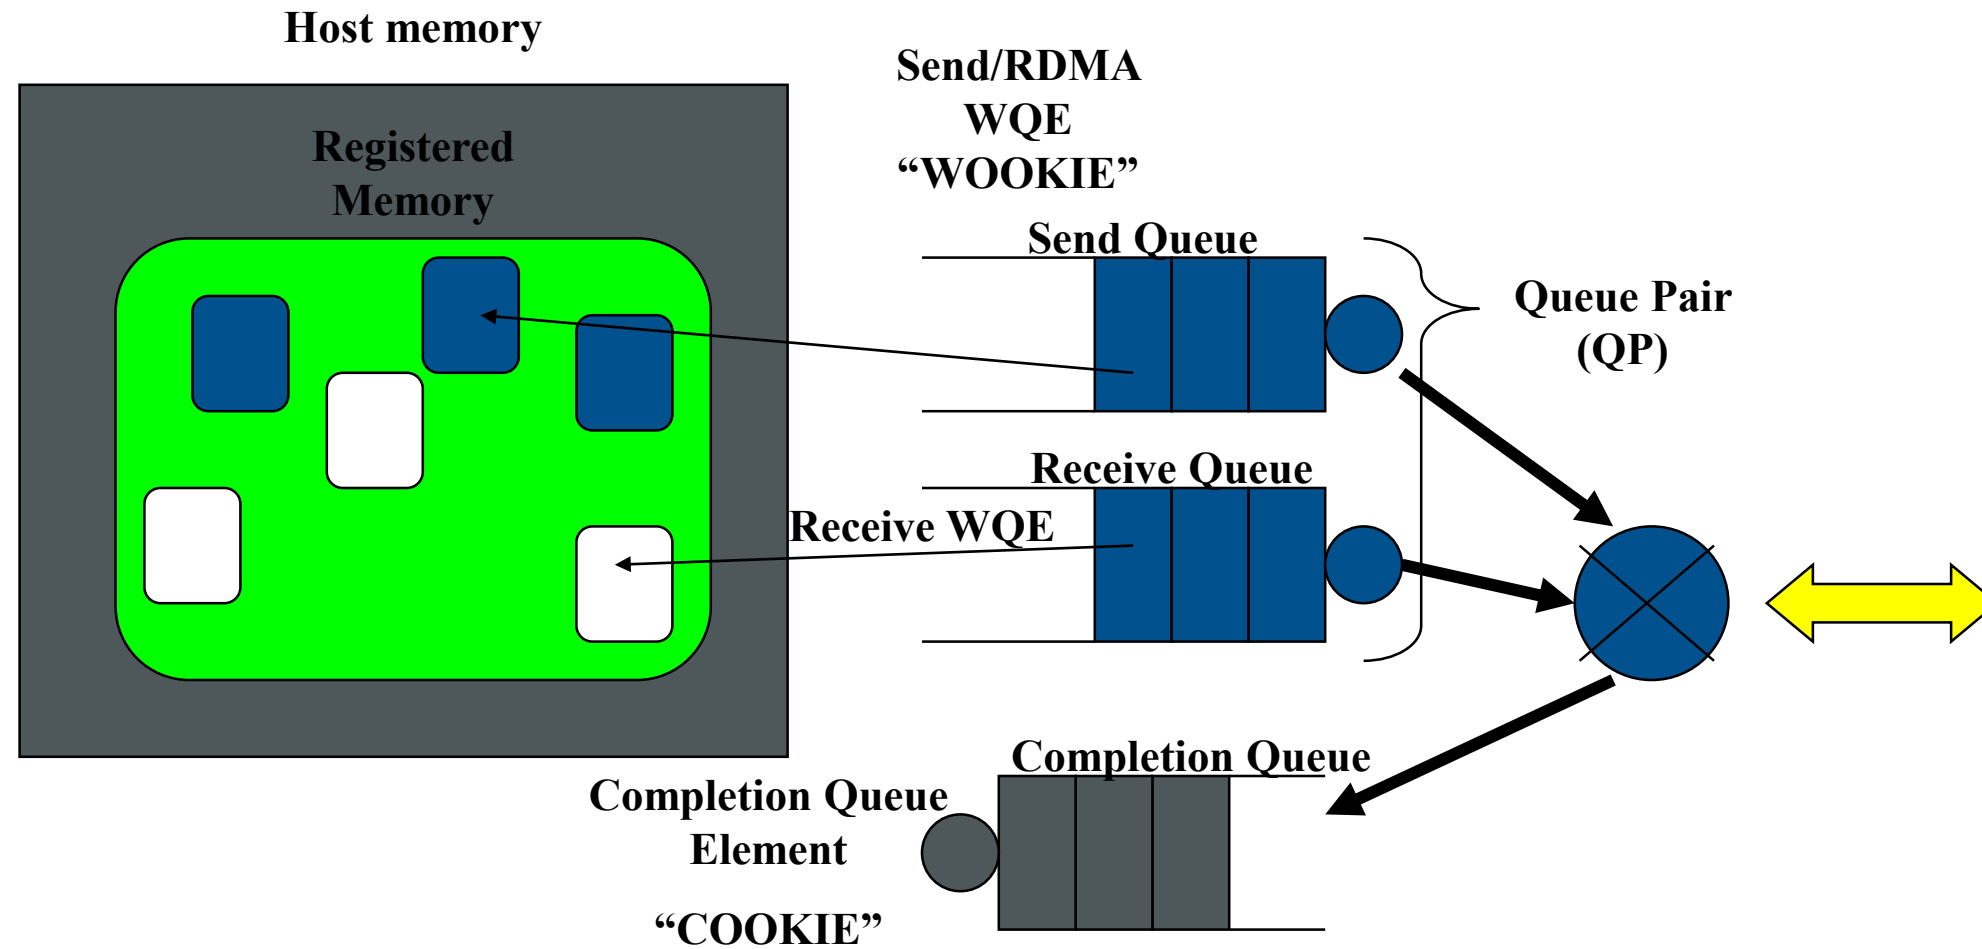 Host memory
Registered
Memory
Send/RDMA
WQE
“WOOKIE”
Send Queue
Queue Pair
(QP)
Receive Queue
Receive WQE
Completion Queue
Completion Queue
Element
“COOKIE”